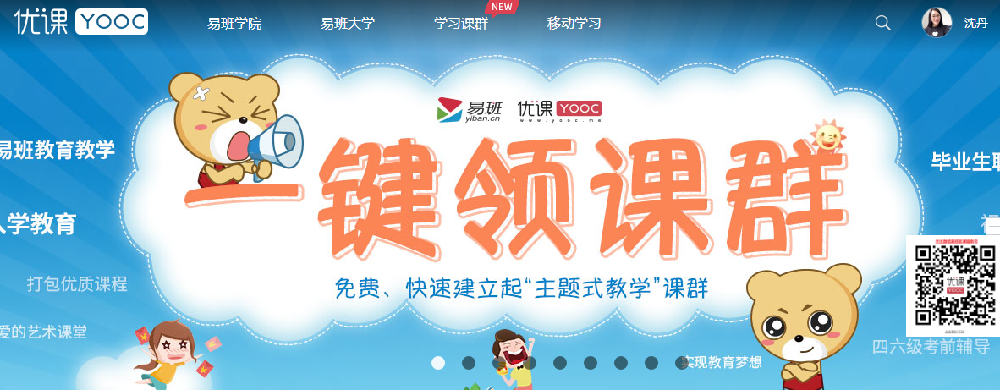 优课 YOOC
易班学院
易班大学
学习课群
NEW
移动学习
沈丹
易班 yiban.cn
优课 YOOC
www.yooc.me
易班教育教学
一键领课群
毕业生职
入学教育
打包优质课程
免费、快速建立起“主题式教学”课群
优课
YOOC
爱的艺术课堂
四六级考前辅导
实现教育梦想